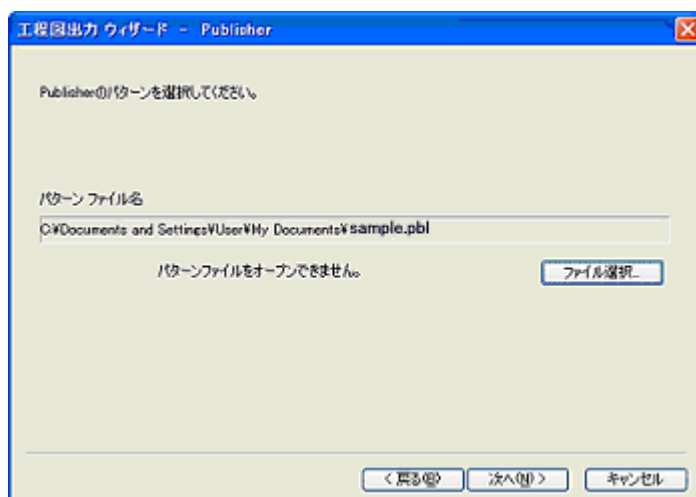 工程図出力 ウィザード － Publisher
Publisherのパターンを選択してください。
パターン ファイル名
C:¥Documents and Settings¥User¥My Documents¥sample.pbl
パターンファイルをオープンできません。
ファイル選択...
< 戻る(B)
次へ(N) >
キャンセル